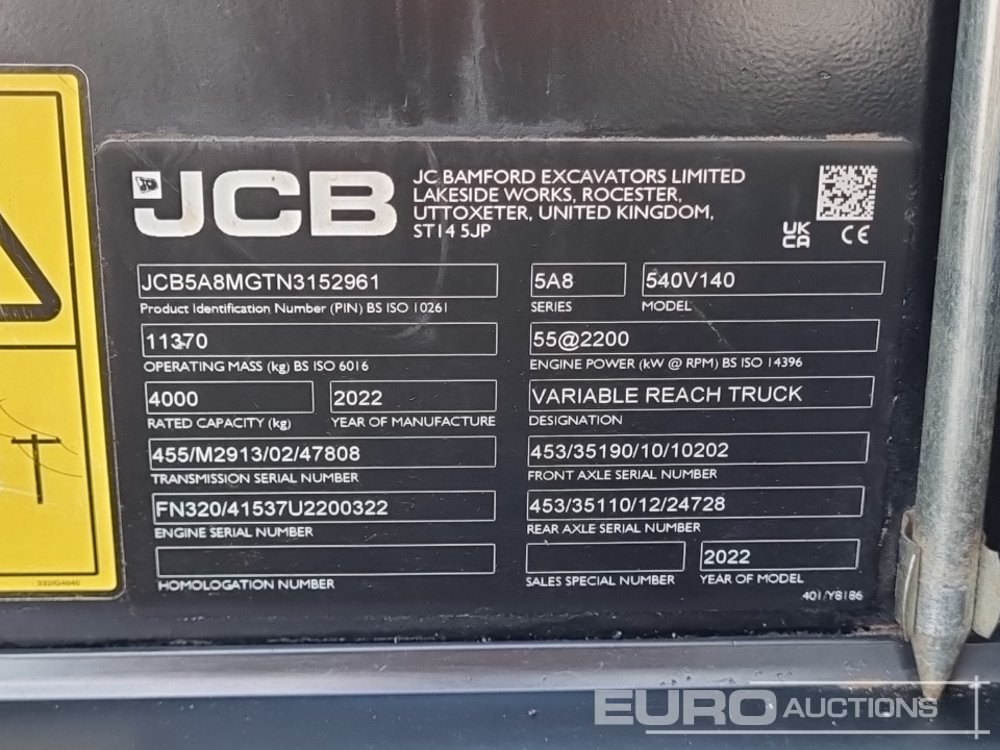 JCB
JC BAMFORD EXCAVATORS LIMITED
LAKESIDE WORKS, ROCESTER,
UTTOXETER, UNITED KINGDOM,
ST14 5JP
UK
CA CE
JCB5A8MGTN3152961
Product Identification Number (PIN) BS ISO 10261
5A8
SERIES
540V140
MODEL
11370
OPERATING MASS (kg) BS ISO 6016
55@2200
ENGINE POWER (kW @ RPM) BS ISO 14396
4000
RATED CAPACITY (kg)
2022
YEAR OF MANUFACTURE
VARIABLE REACH TRUCK
DESIGNATION
455/M2913/02/47808
TRANSMISSION SERIAL NUMBER
453/35190/10/10202
FRONT AXLE SERIAL NUMBER
FN320/41537U2200322
ENGINE SERIAL NUMBER
453/35110/12/24728
REAR AXLE SERIAL NUMBER
HOMOLOGATION NUMBER
SALES SPECIAL NUMBER
2022
YEAR OF MODEL
401/Y8186
EURO AUCTIONS